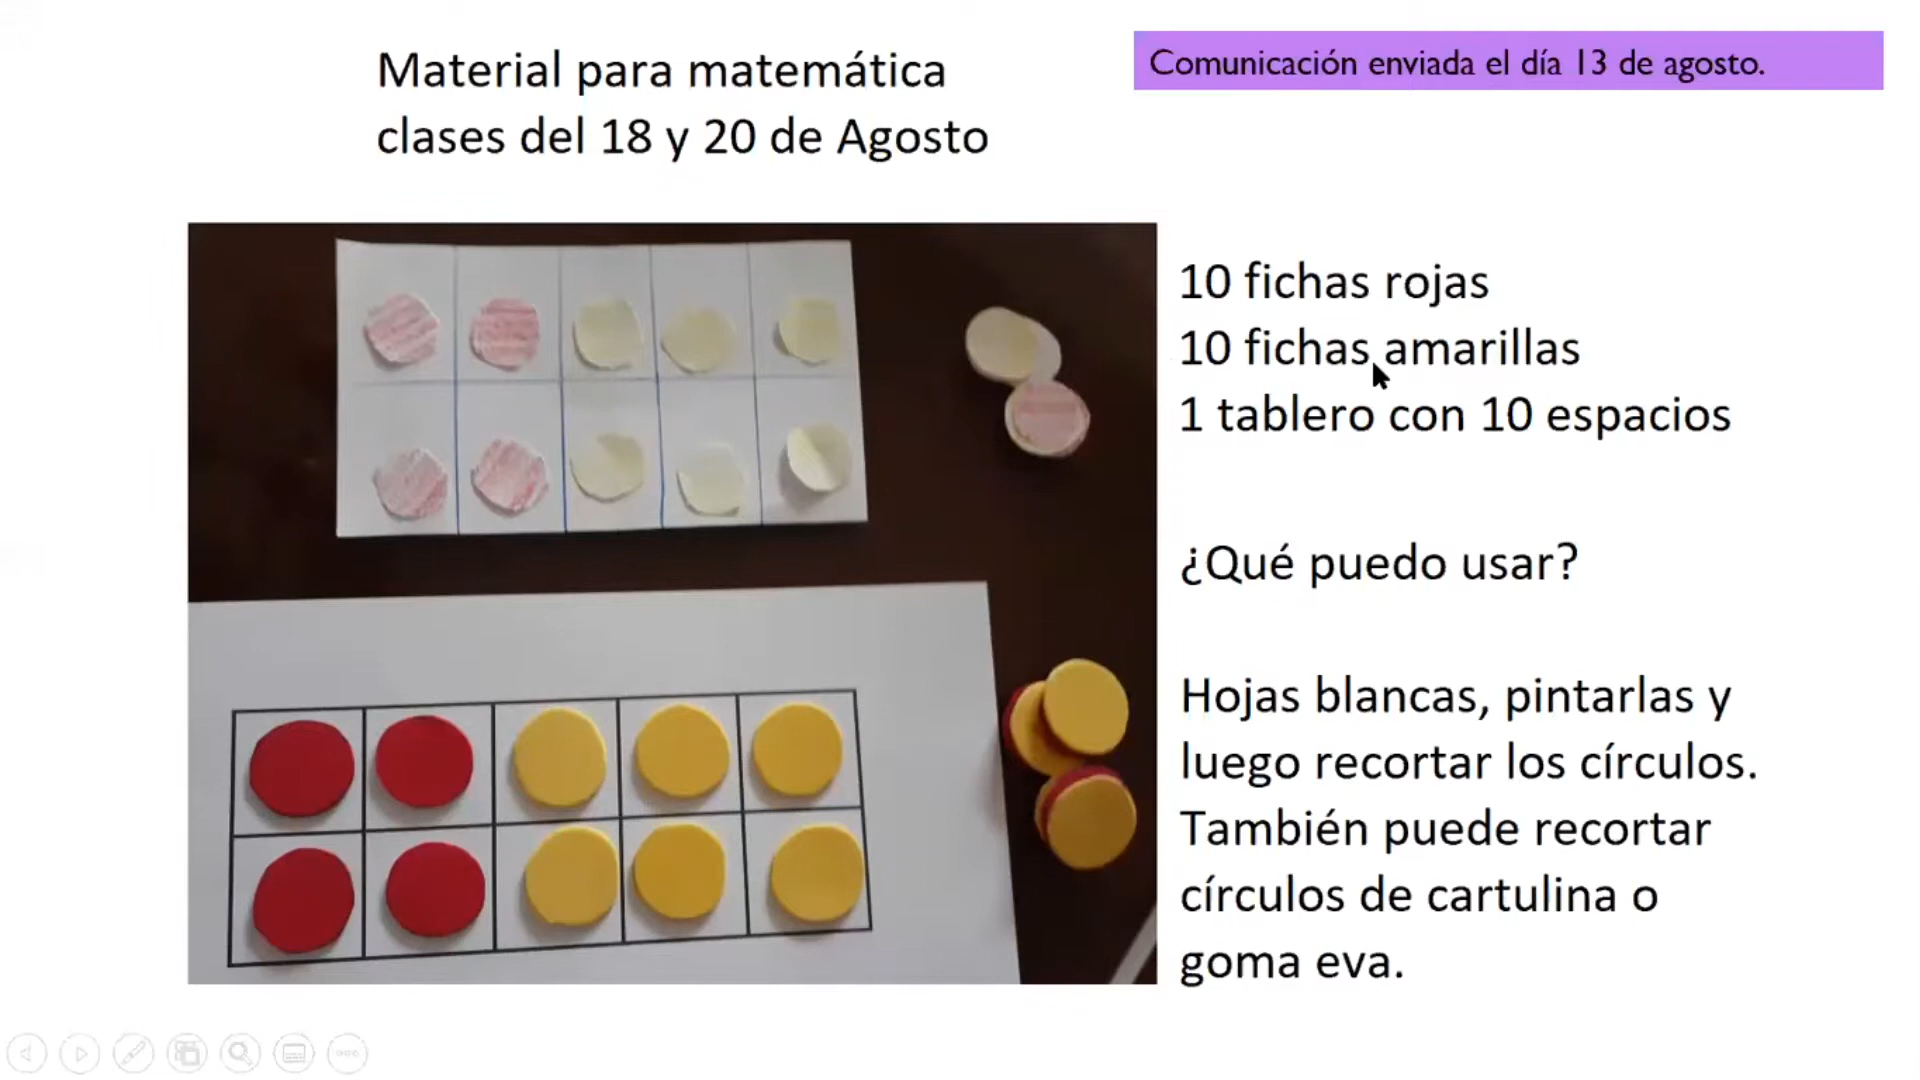 Material para matemática
clases del 18 y 20 de Agosto
Comunicación enviada el día 13 de agosto.
10 fichas rojas
10 fichas amarillas
1 tablero con 10 espacios
¿Qué puedo usar?
Hojas blancas, pintarlas y
luego recortar los círculos.
También puede recortar
círculos de cartulina o
goma eva.